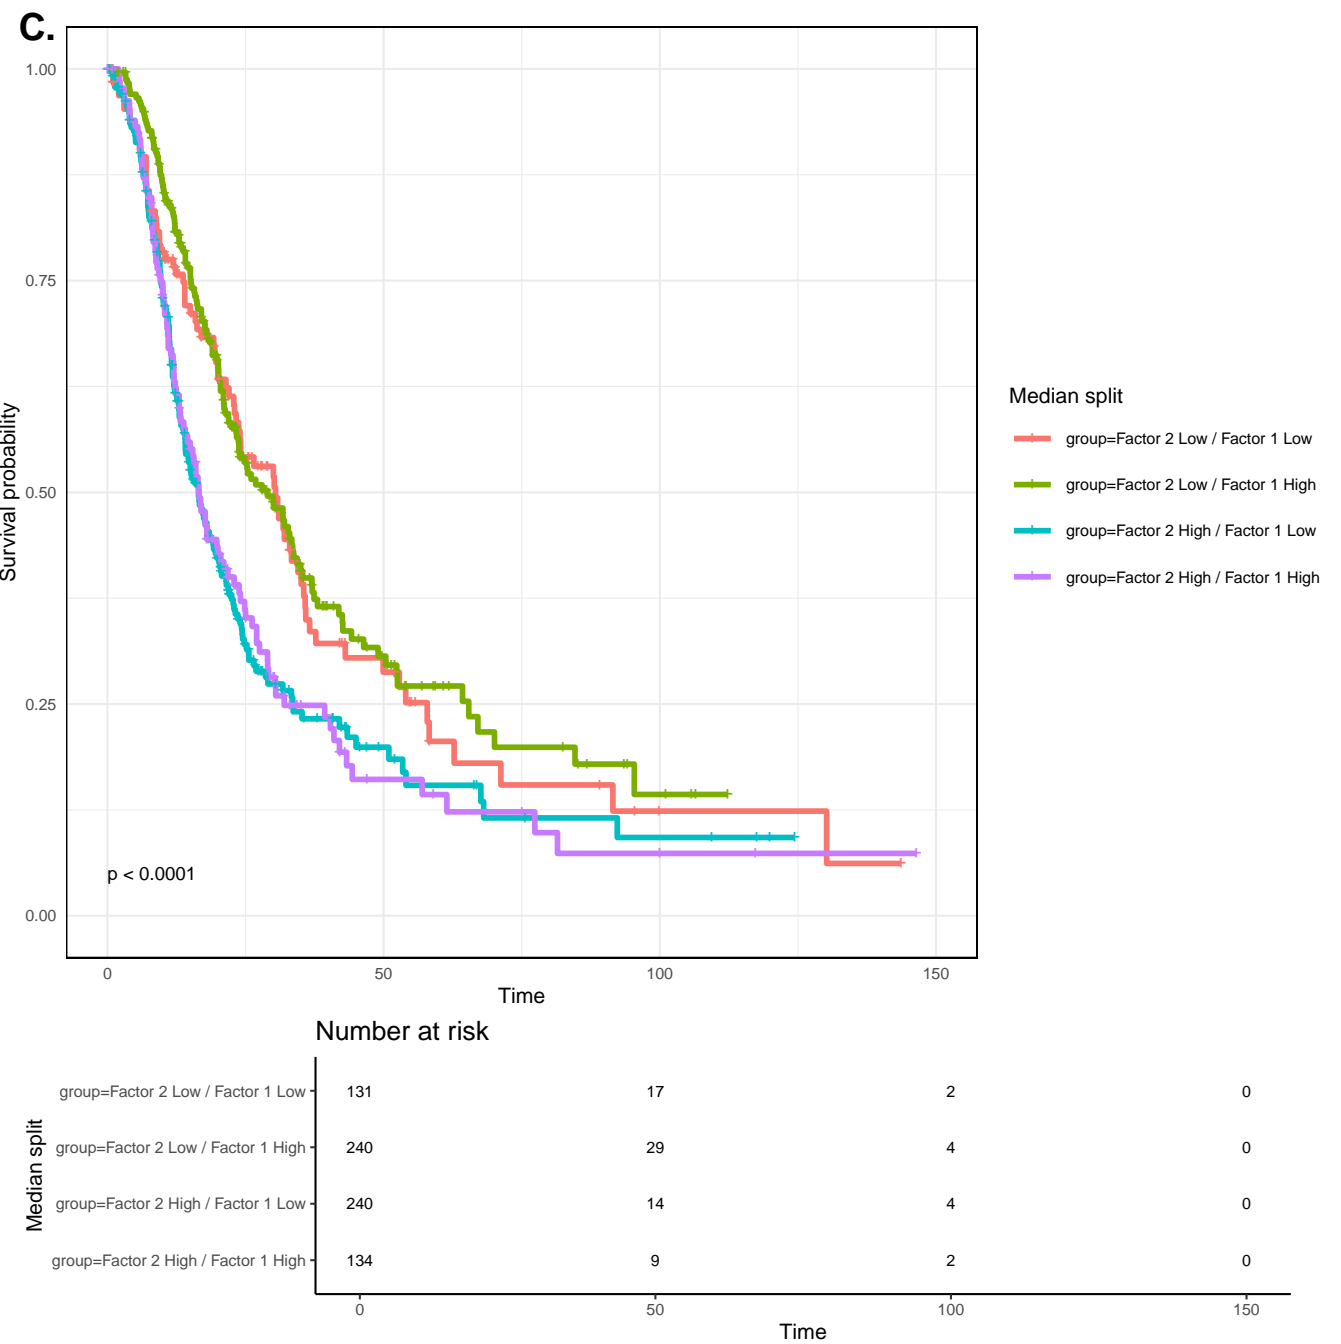 C.
1.00
0.75
0.50
0.25
0.00
Survival probability
p < 0.0001
0 50 100 150
Time
Median split
group=Factor 2 Low / Factor 1 Low
group=Factor 2 Low / Factor 1 High
group=Factor 2 High / Factor 1 Low
group=Factor 2 High / Factor 1 High
Number at risk
Median split
group=Factor 2 Low / Factor 1 Low 131 17 2 0
group=Factor 2 Low / Factor 1 High 240 29 4 0
group=Factor 2 High / Factor 1 Low 240 14 4 0
group=Factor 2 High / Factor 1 High 134 9 2 0
0 50 100 150
Time